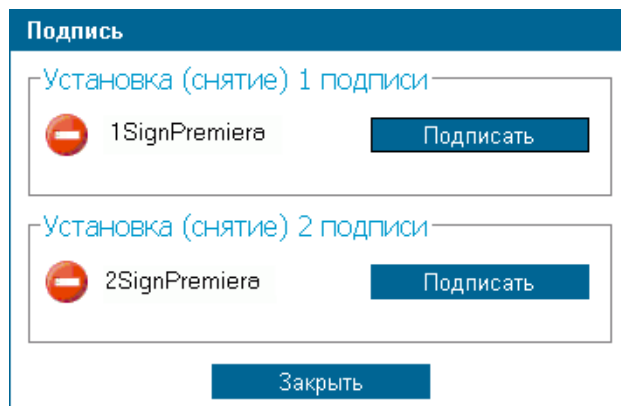 Подпись
Установка (снятие) 1 подписи
1SignPremiera Подписать
Установка (снятие) 2 подписи
2SignPremiera Подписать
Закрыть